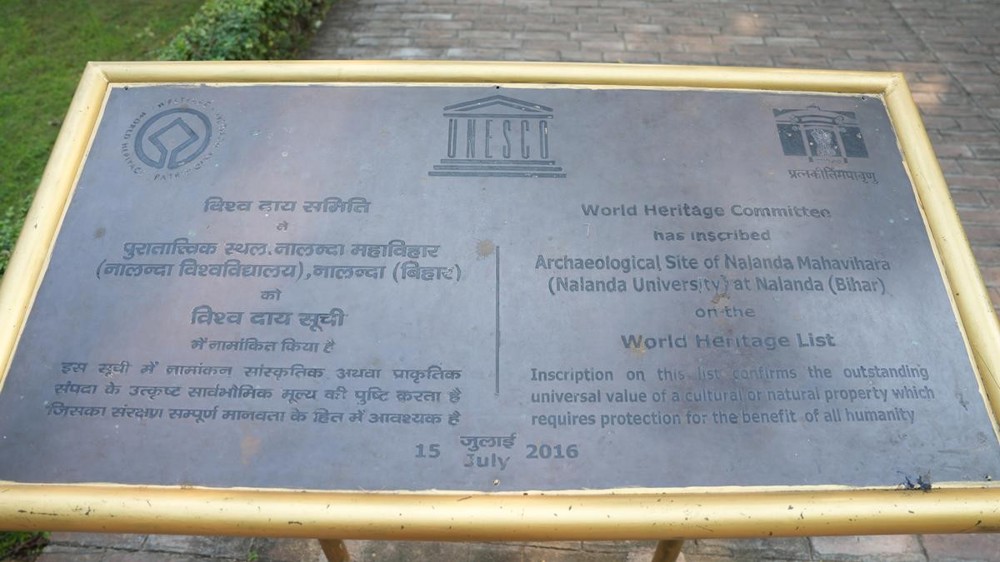 UNESCO
प्रत्नकीर्तिमपावृणु
विश्व दाय समिति
ने
पुरातात्त्विक स्थल, नालन्दा महाविहार
(नालन्दा विश्वविद्यालय), नालन्दा (बिहार)
को
विश्व दाय सूची
में नामांकित किया है
इस सूची में नामांकन सांस्कृतिक अथवा प्राकृतिक
संपदा के उत्कृष्ट सार्वभौमिक मूल्य की पुष्टि करता है
जिसका संरक्षण सम्पूर्ण मानवता के हित में आवश्यक है
World Heritage Committee
has inscribed
Archaeological Site of Nalanda Mahavihara
(Nalanda University) at Nalanda (Bihar)
on the
World Heritage List
Inscription on this list confirms the outstanding
universal value of a cultural or natural property which
requires protection for the benefit of all humanity
15 जुलाई July 2016